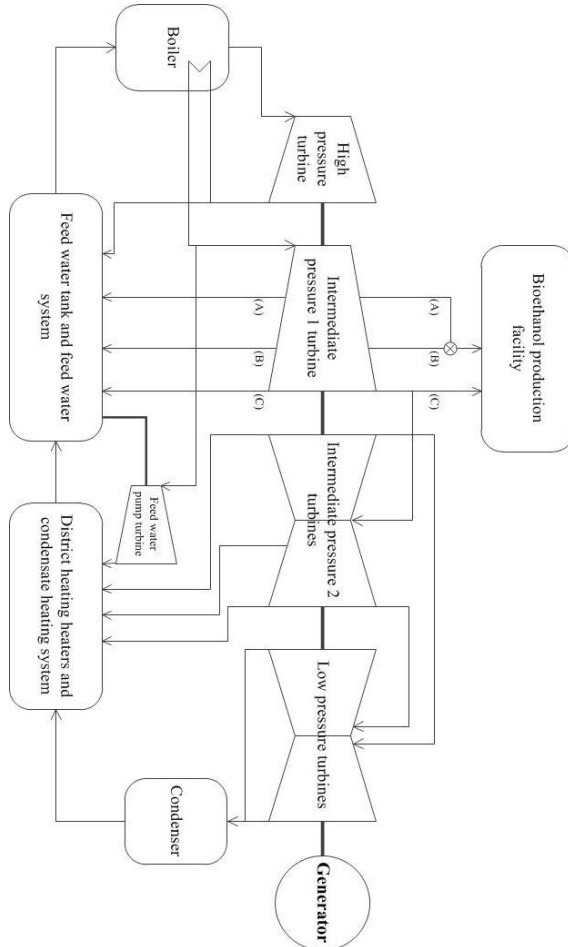 Boiler
High
pressure
turbine
Intermediate
pressure 1 turbine
Intermediate pressure 2
turbines
Low pressure turbines
Generator
Bioethanol production
facility
(A)
(B)
(C)
(A)
(B)
(C)
Feed water tank and feed water
system
Feed water
pump turbine
District heating heaters and
condensate heating system
Condenser